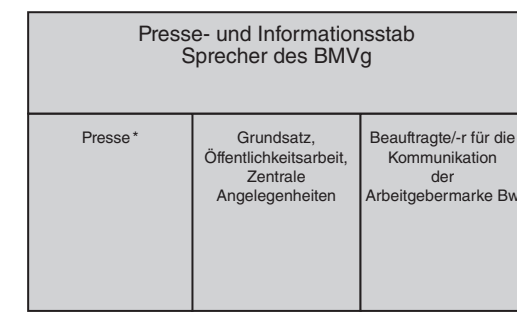 Presse- und Informationsstab
Sprecher des BMVg
Presse*
Grundsatz,
Öffentlichkeitsarbeit,
Zentrale
Angelegenheiten
Beauftragte/-r für die
Kommunikation
der
Arbeitgebermarke Bw